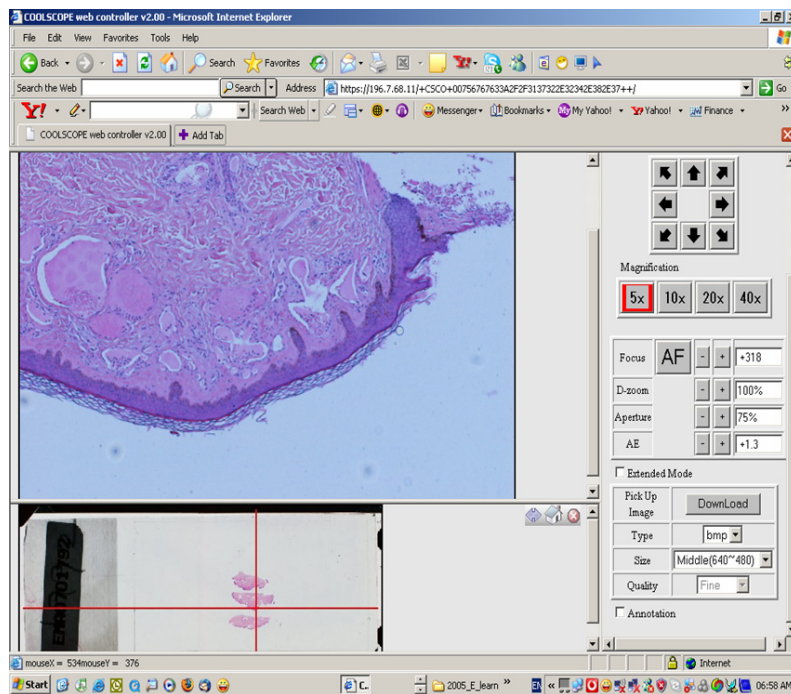 COOLSCOPE web controller v2.00 - Microsoft Internet Explorer
File Edit View Favorites Tools Help
Back Search Favorites
Search the Web Search Address https://196.7.68.11/+CSCO+00756767633A2F2F3137322E32342E382E37++/ Go
Y! Search Web Messenger Bookmarks My Yahoo! Yahoo! Finance
COOLSCOPE web controller v2.00 Add Tab
Magnification
5x 10x 20x 40x
Focus AF - + +318
D-zoom - + 100%
Aperture - + 75%
AE - + +1.3
Extended Mode
Pick Up Image DownLoad
Type bmp
Size Middle(640~480)
Quality Fine
Annotation
mouseX = 534mouseY = 376 Internet
Start C.. 2005_E_learn EN 06:58 AM